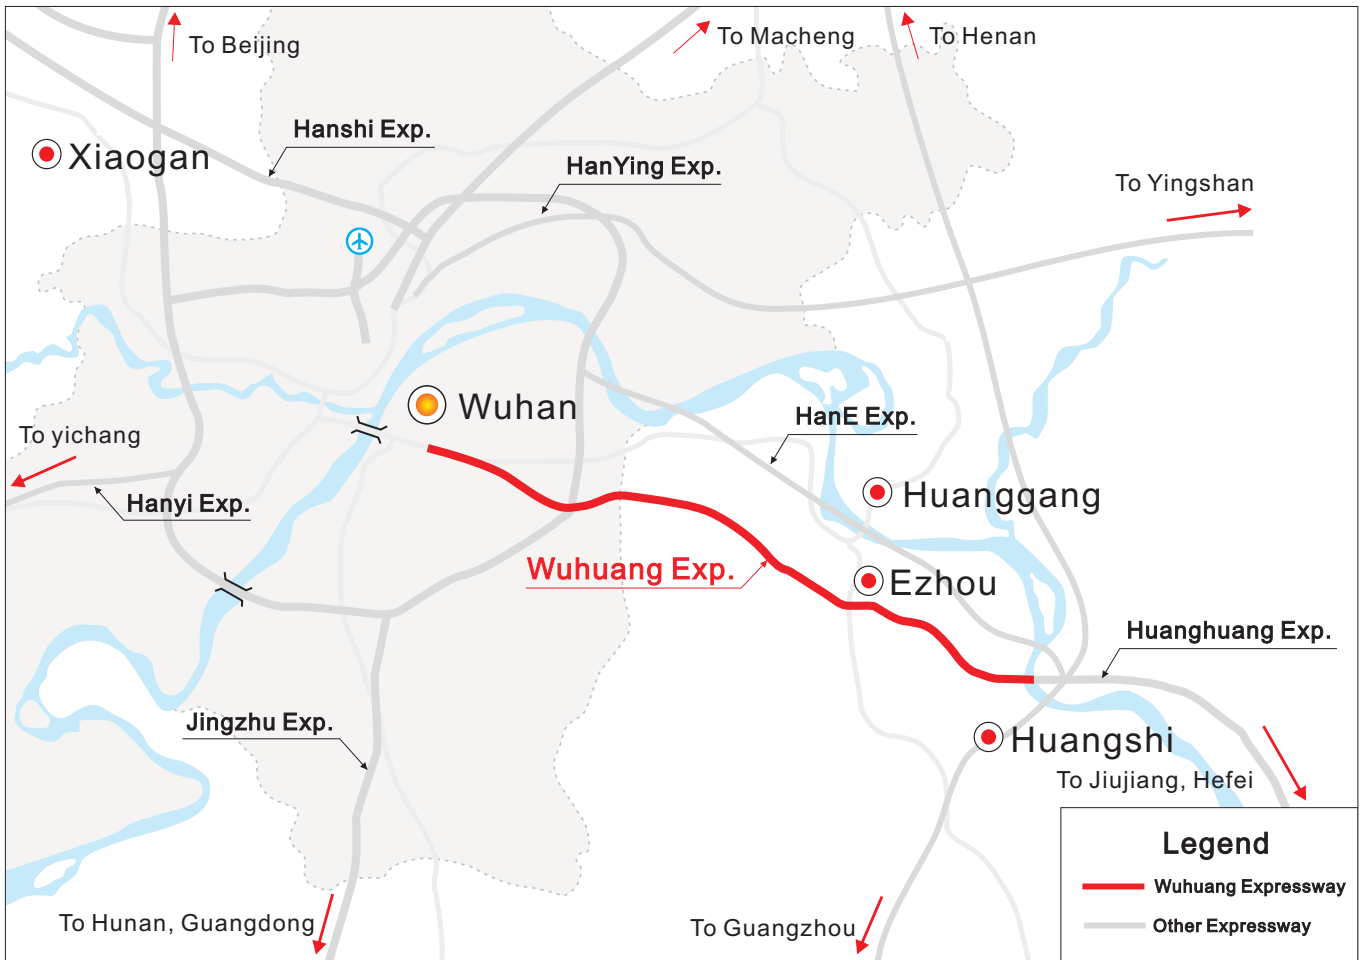 To Beijing
To Macheng
To Henan
Hanshi Exp.
Xiaogan
HanYing Exp.
To Yingshan
Wuhan
HanE Exp.
To yichang
Hanyi Exp.
Huanggang
Wuhuang Exp.
Ezhou
Huanghuang Exp.
Jingzhu Exp.
Huangshi
To Jiujiang, Hefei
Legend
Wuhuang Expressway
Other Expressway
To Hunan, Guangdong
To Guangzhou